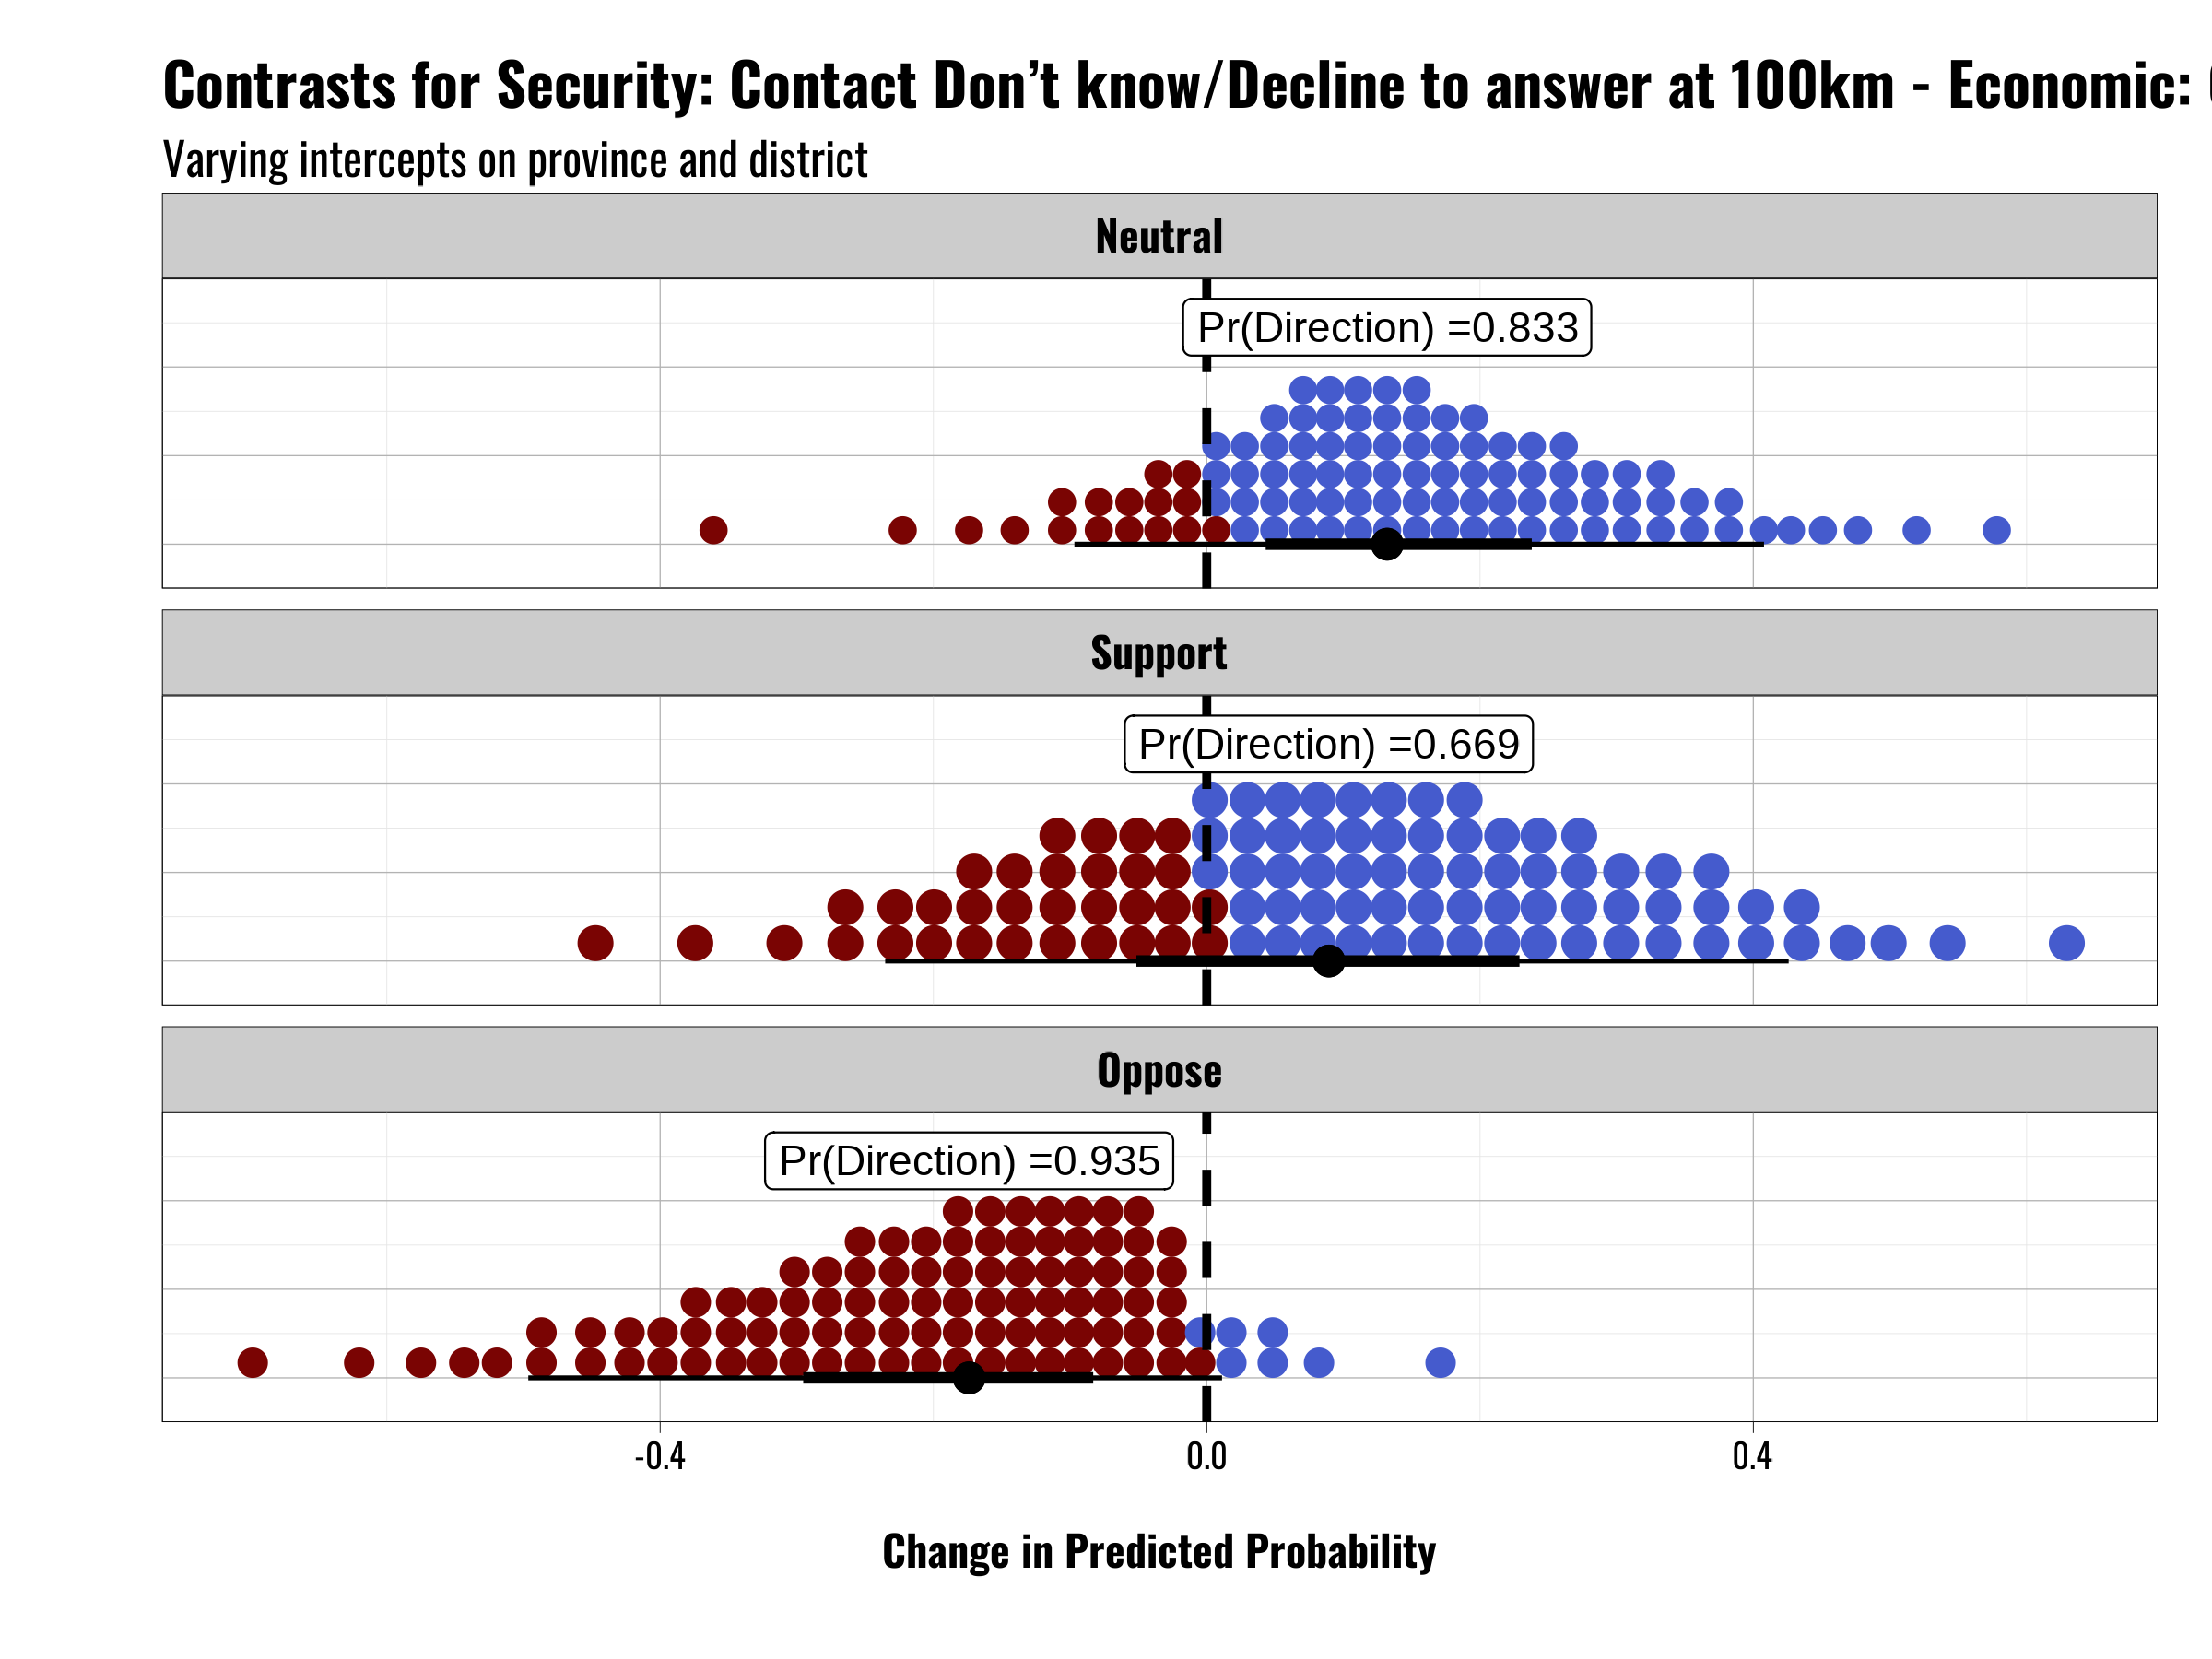 Contrasts for Security: Contact Don’t know/Decline to answer at 100km - Economic:
Varying intercepts on province and district
Neutral
Pr(Direction) =0.833
Support
Pr(Direction) =0.669
Oppose
Pr(Direction) =0.935
-0.4 0.0 0.4
Change in Predicted Probability